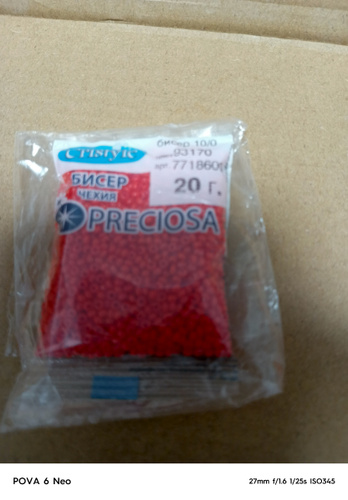 Cristyle
бисер 10/0
93170
арт. 771860
20 г.
БИСЕР
ЧЕХИЯ
PRECIOSA
POVA 6 Neo
27mm f/1.6 1/25s ISO345